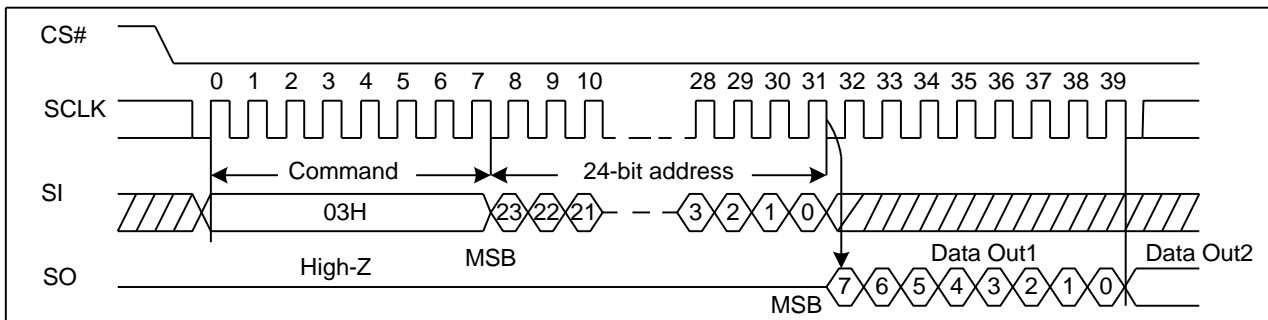 CS#
0 1 2 3 4 5 6 7 8 9 10 28 29 30 31 32 33 34 35 36 37 38 39
SCLK
Command 24-bit address
SI
03H 23 22 21 3 2 1 0
High-Z MSB Data Out1 Data Out2
SO
MSB 7 6 5 4 3 2 1 0